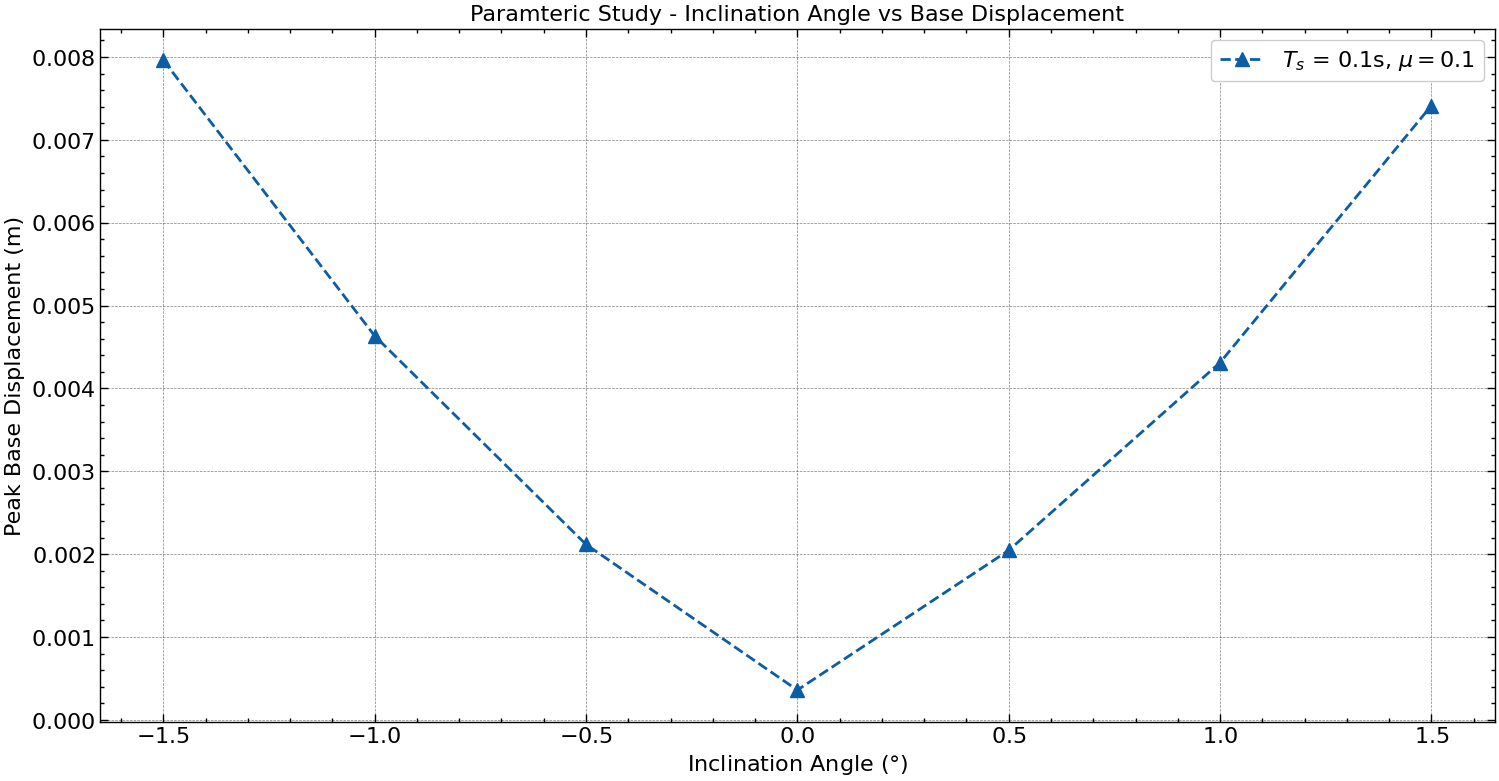 Paramteric Study - Inclination Angle vs Base Displacement
Peak Base Displacement (m)
0.008
0.007
0.006
0.005
0.004
0.003
0.002
0.001
0.000
T_s = 0.1s, μ = 0.1
−1.5 −1.0 −0.5 0.0 0.5 1.0 1.5
Inclination Angle (°)